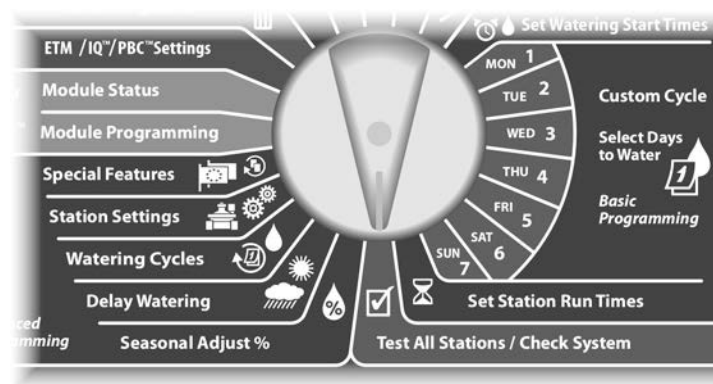 Set Watering Start Times
ETM /IQ™/PBC™Settings
Module Status
Module Programming
Special Features
Station Settings
Watering Cycles
Delay Watering
Seasonal Adjust %
%
MON 1
TUE 2
WED 3
THU 4
FRI 5
SAT 6
SUN 7
Custom Cycle
Select Days
to Water
1
Basic
Programming
Set Station Run Times
Test All Stations / Check System